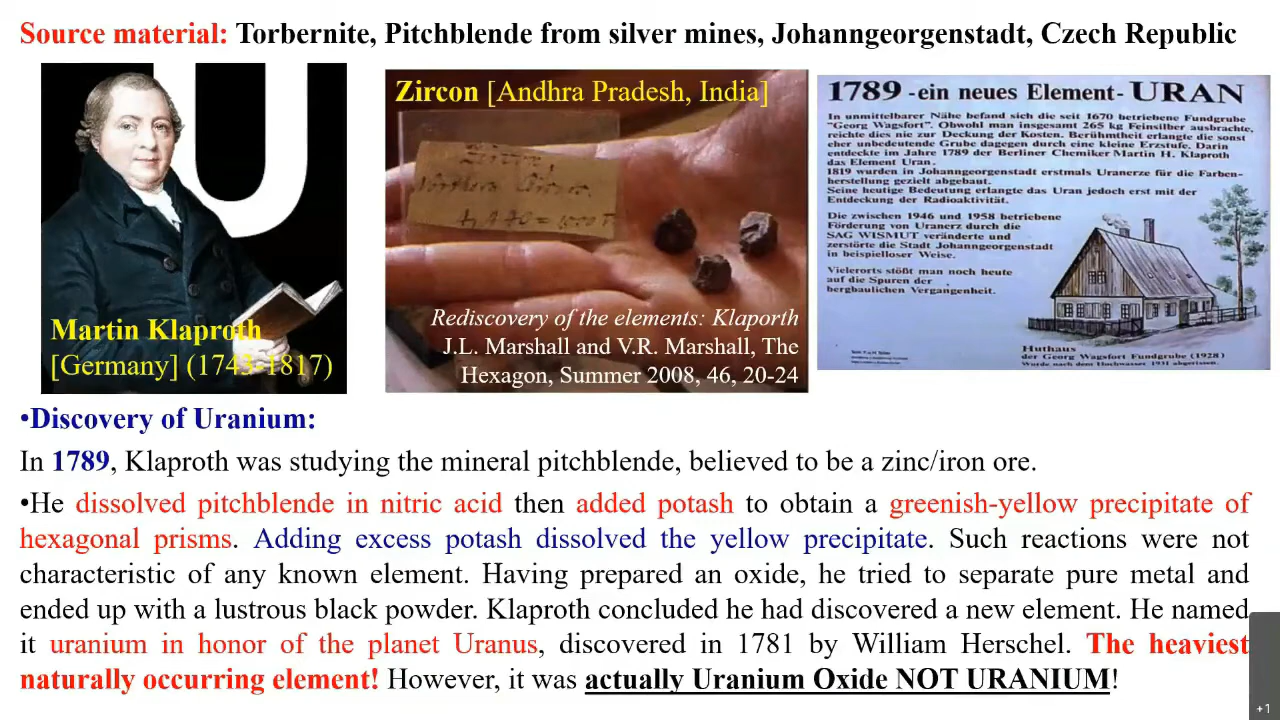 Source material: Torbernite, Pitchblende from silver mines, Johanngeorgenstadt, Czech Republic
U
Martin Klaproth
[Germany] (1743-1817)
Zircon [Andhra Pradesh, India]
Rediscovery of the elements: Klaporth
J.L. Marshall and V.R. Marshall, The
Hexagon, Summer 2008, 46, 20-24
1789 -ein neues Element- URAN
In unmittelbarer Nähe befand sich die seit 1670 betriebene Fundgrube
"Georg Wagsfort". Obwohl man insgesamt 265 kg Feinsilber ausbrachte,
reichte dies nie zur Deckung der Kosten. Berühmtheit erlangte die sonst
eher unbedeutende Grube dagegen durch eine kleine Erzstufe. Darin
entdeckte im Jahre 1789 der Berliner Chemiker Martin H. Klaproth
das Element Uran.
1819 wurden in Johanngeorgenstadt erstmals Uranerze für die Farben-
herstellung gezielt abgebaut.
Seine heutige Bedeutung erlangte das Uran jedoch erst mit der
Entdeckung der Radioaktivität.
Die zwischen 1946 und 1958 betriebene
Förderung von Uranerz durch die
SAG WISMUT veränderte und
zerstörte die Stadt Johanngeorgenstadt
in beispielloser Weise.
Vielerorts stößt man noch heute
auf die Spuren der
bergbaulichen Vergangenheit.
Huthaus
der Georg Wagsfort Fundgrube (1928)
Wurde nach dem Hochwasser 1931 abgerissen.
•Discovery of Uranium:
In 1789, Klaproth was studying the mineral pitchblende, believed to be a zinc/iron ore.
•He dissolved pitchblende in nitric acid then added potash to obtain a greenish-yellow precipitate of
hexagonal prisms. Adding excess potash dissolved the yellow precipitate. Such reactions were not
characteristic of any known element. Having prepared an oxide, he tried to separate pure metal and
ended up with a lustrous black powder. Klaproth concluded he had discovered a new element. He named
it uranium in honor of the planet Uranus, discovered in 1781 by William Herschel. The heaviest
naturally occurring element! However, it was actually Uranium Oxide NOT URANIUM!
+1